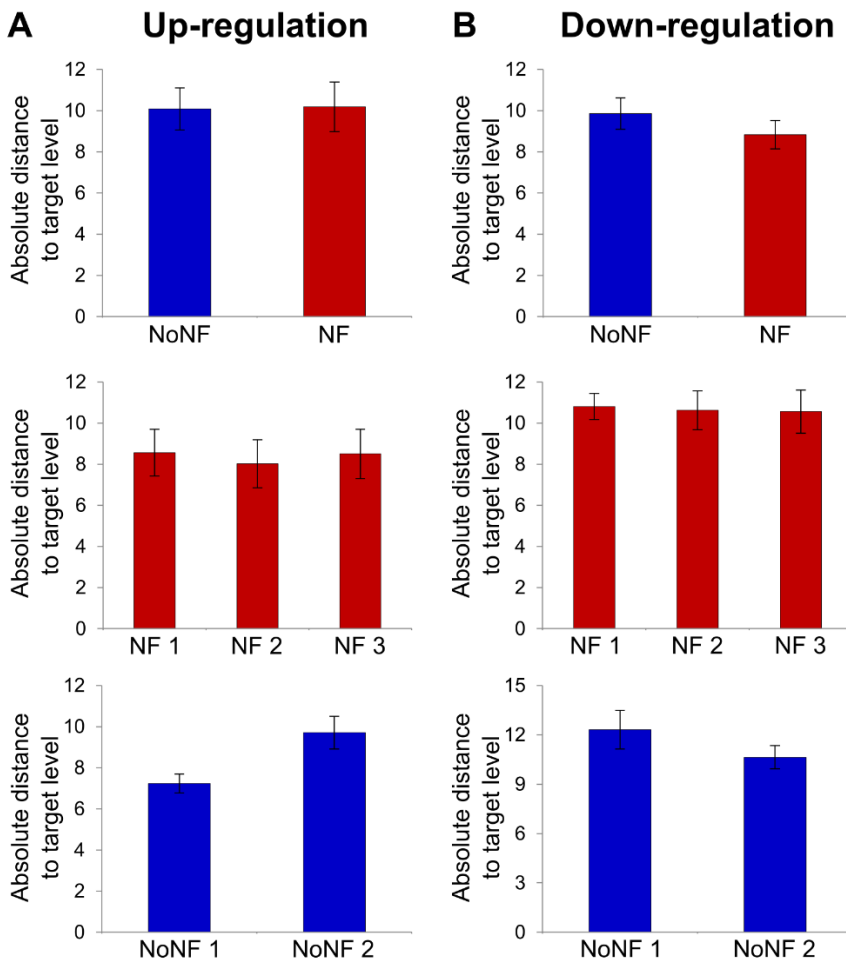 A Up-regulation
B Down-regulation
Absolute distance
to target level
12
10
8
6
4
2
0
NoNF NF
Absolute distance
to target level
12
10
8
6
4
2
0
NoNF NF
Absolute distance
to target level
12
10
8
6
4
2
0
NF 1 NF 2 NF 3
Absolute distance
to target level
12
10
8
6
4
2
0
NF 1 NF 2 NF 3
Absolute distance
to target level
12
10
8
6
4
2
0
NoNF 1 NoNF 2
Absolute distance
to target level
15
12
9
6
3
0
NoNF 1 NoNF 2